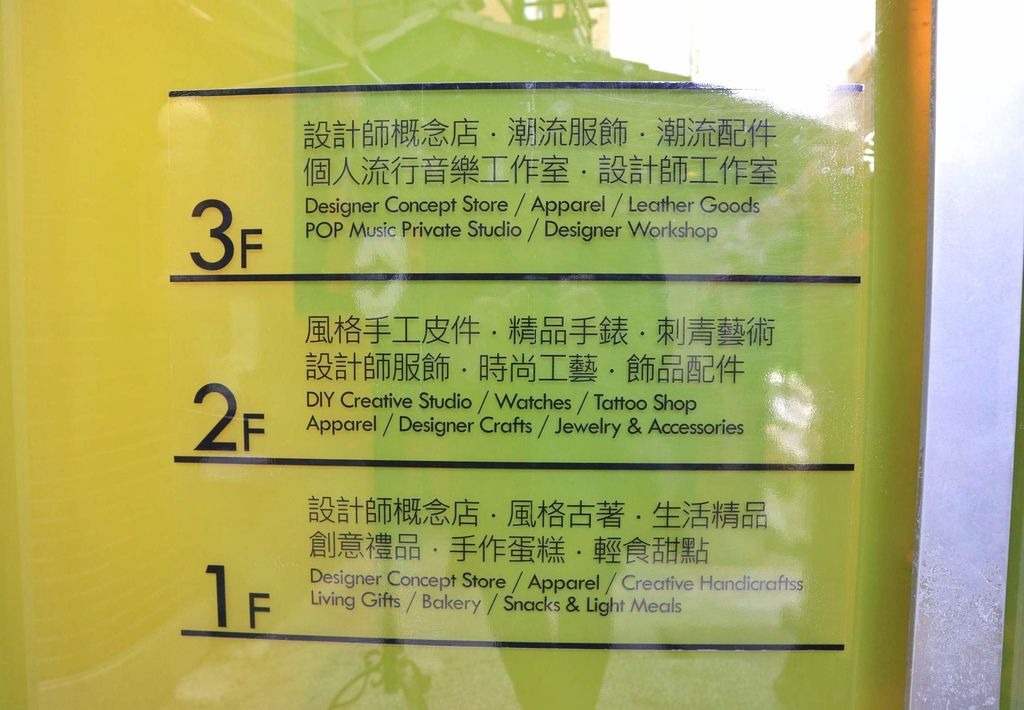 設計師概念店·潮流服飾·潮流配件
個人流行音樂工作室·設計師工作室
Designer Concept Store / Apparel / Leather Goods
POP Music Private Studio / Designer Workshop
3F
風格手工皮件·精品手錶·刺青藝術
設計師服飾·時尚工藝·飾品配件
DIY Creative Studio / Watches / Tattoo Shop
Apparel / Designer Crafts / Jewelry & Accessories
2F
設計師概念店·風格古著·生活精品
創意禮品·手作蛋糕·輕食甜點
Designer Concept Store / Apparel / Creative Handicraftss
Living Gifts / Bakery / Snacks & Light Meals
1F